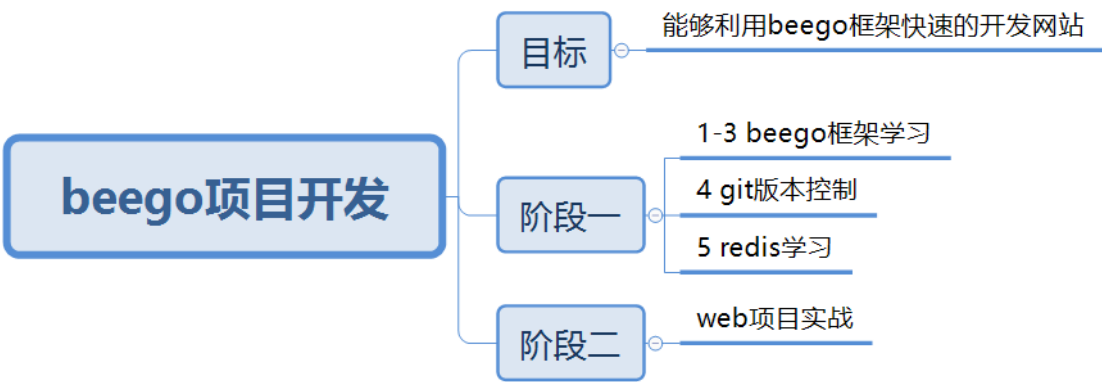 beego项目开发
目标
能够利用beego框架快速的开发网站
阶段一
1-3 beego框架学习
4 git版本控制
5 redis学习
阶段二
web项目实战